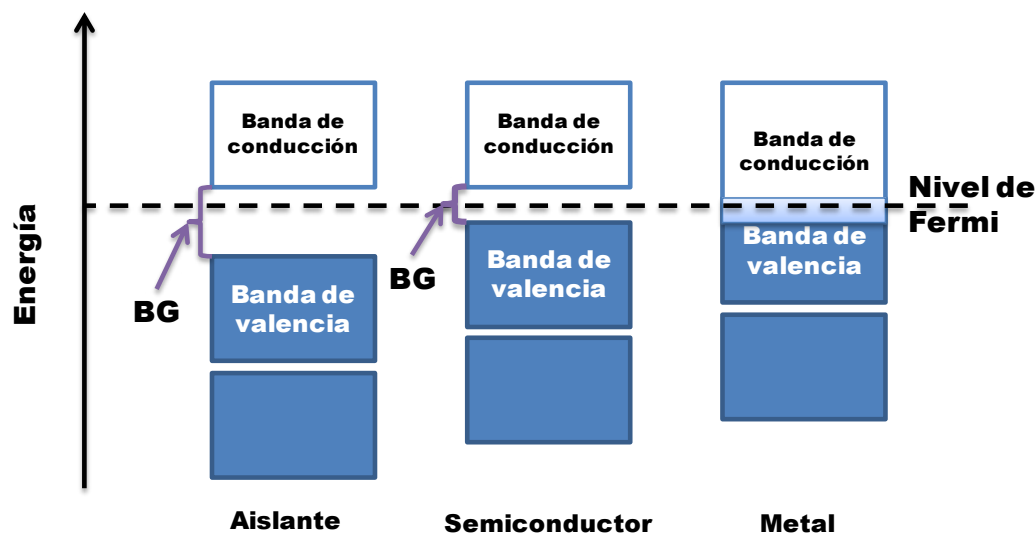 Energía
Banda de
conducción
BG
Banda de
valencia
Aislante
Banda de
conducción
BG
Banda de
valencia
Semiconductor
Banda de
conducción
Banda de
valencia
Metal
Nivel de
Fermi